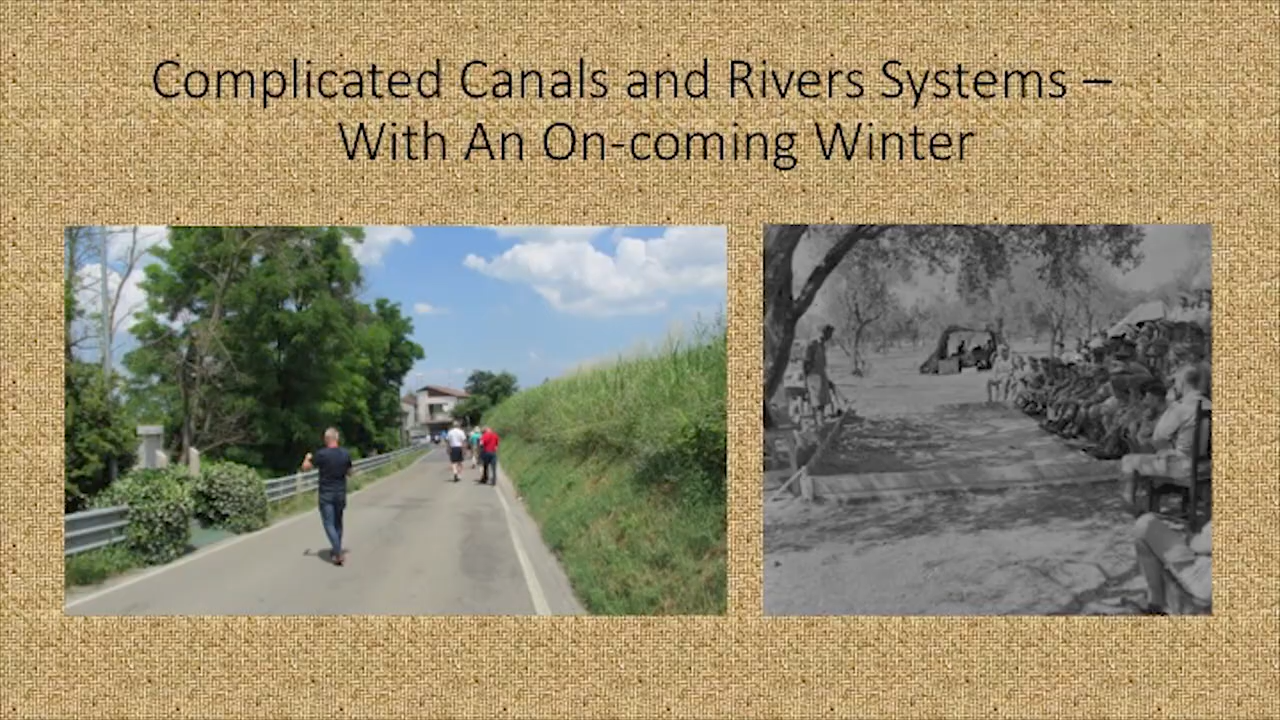 Complicated Canals and Rivers Systems –
With An On-coming Winter